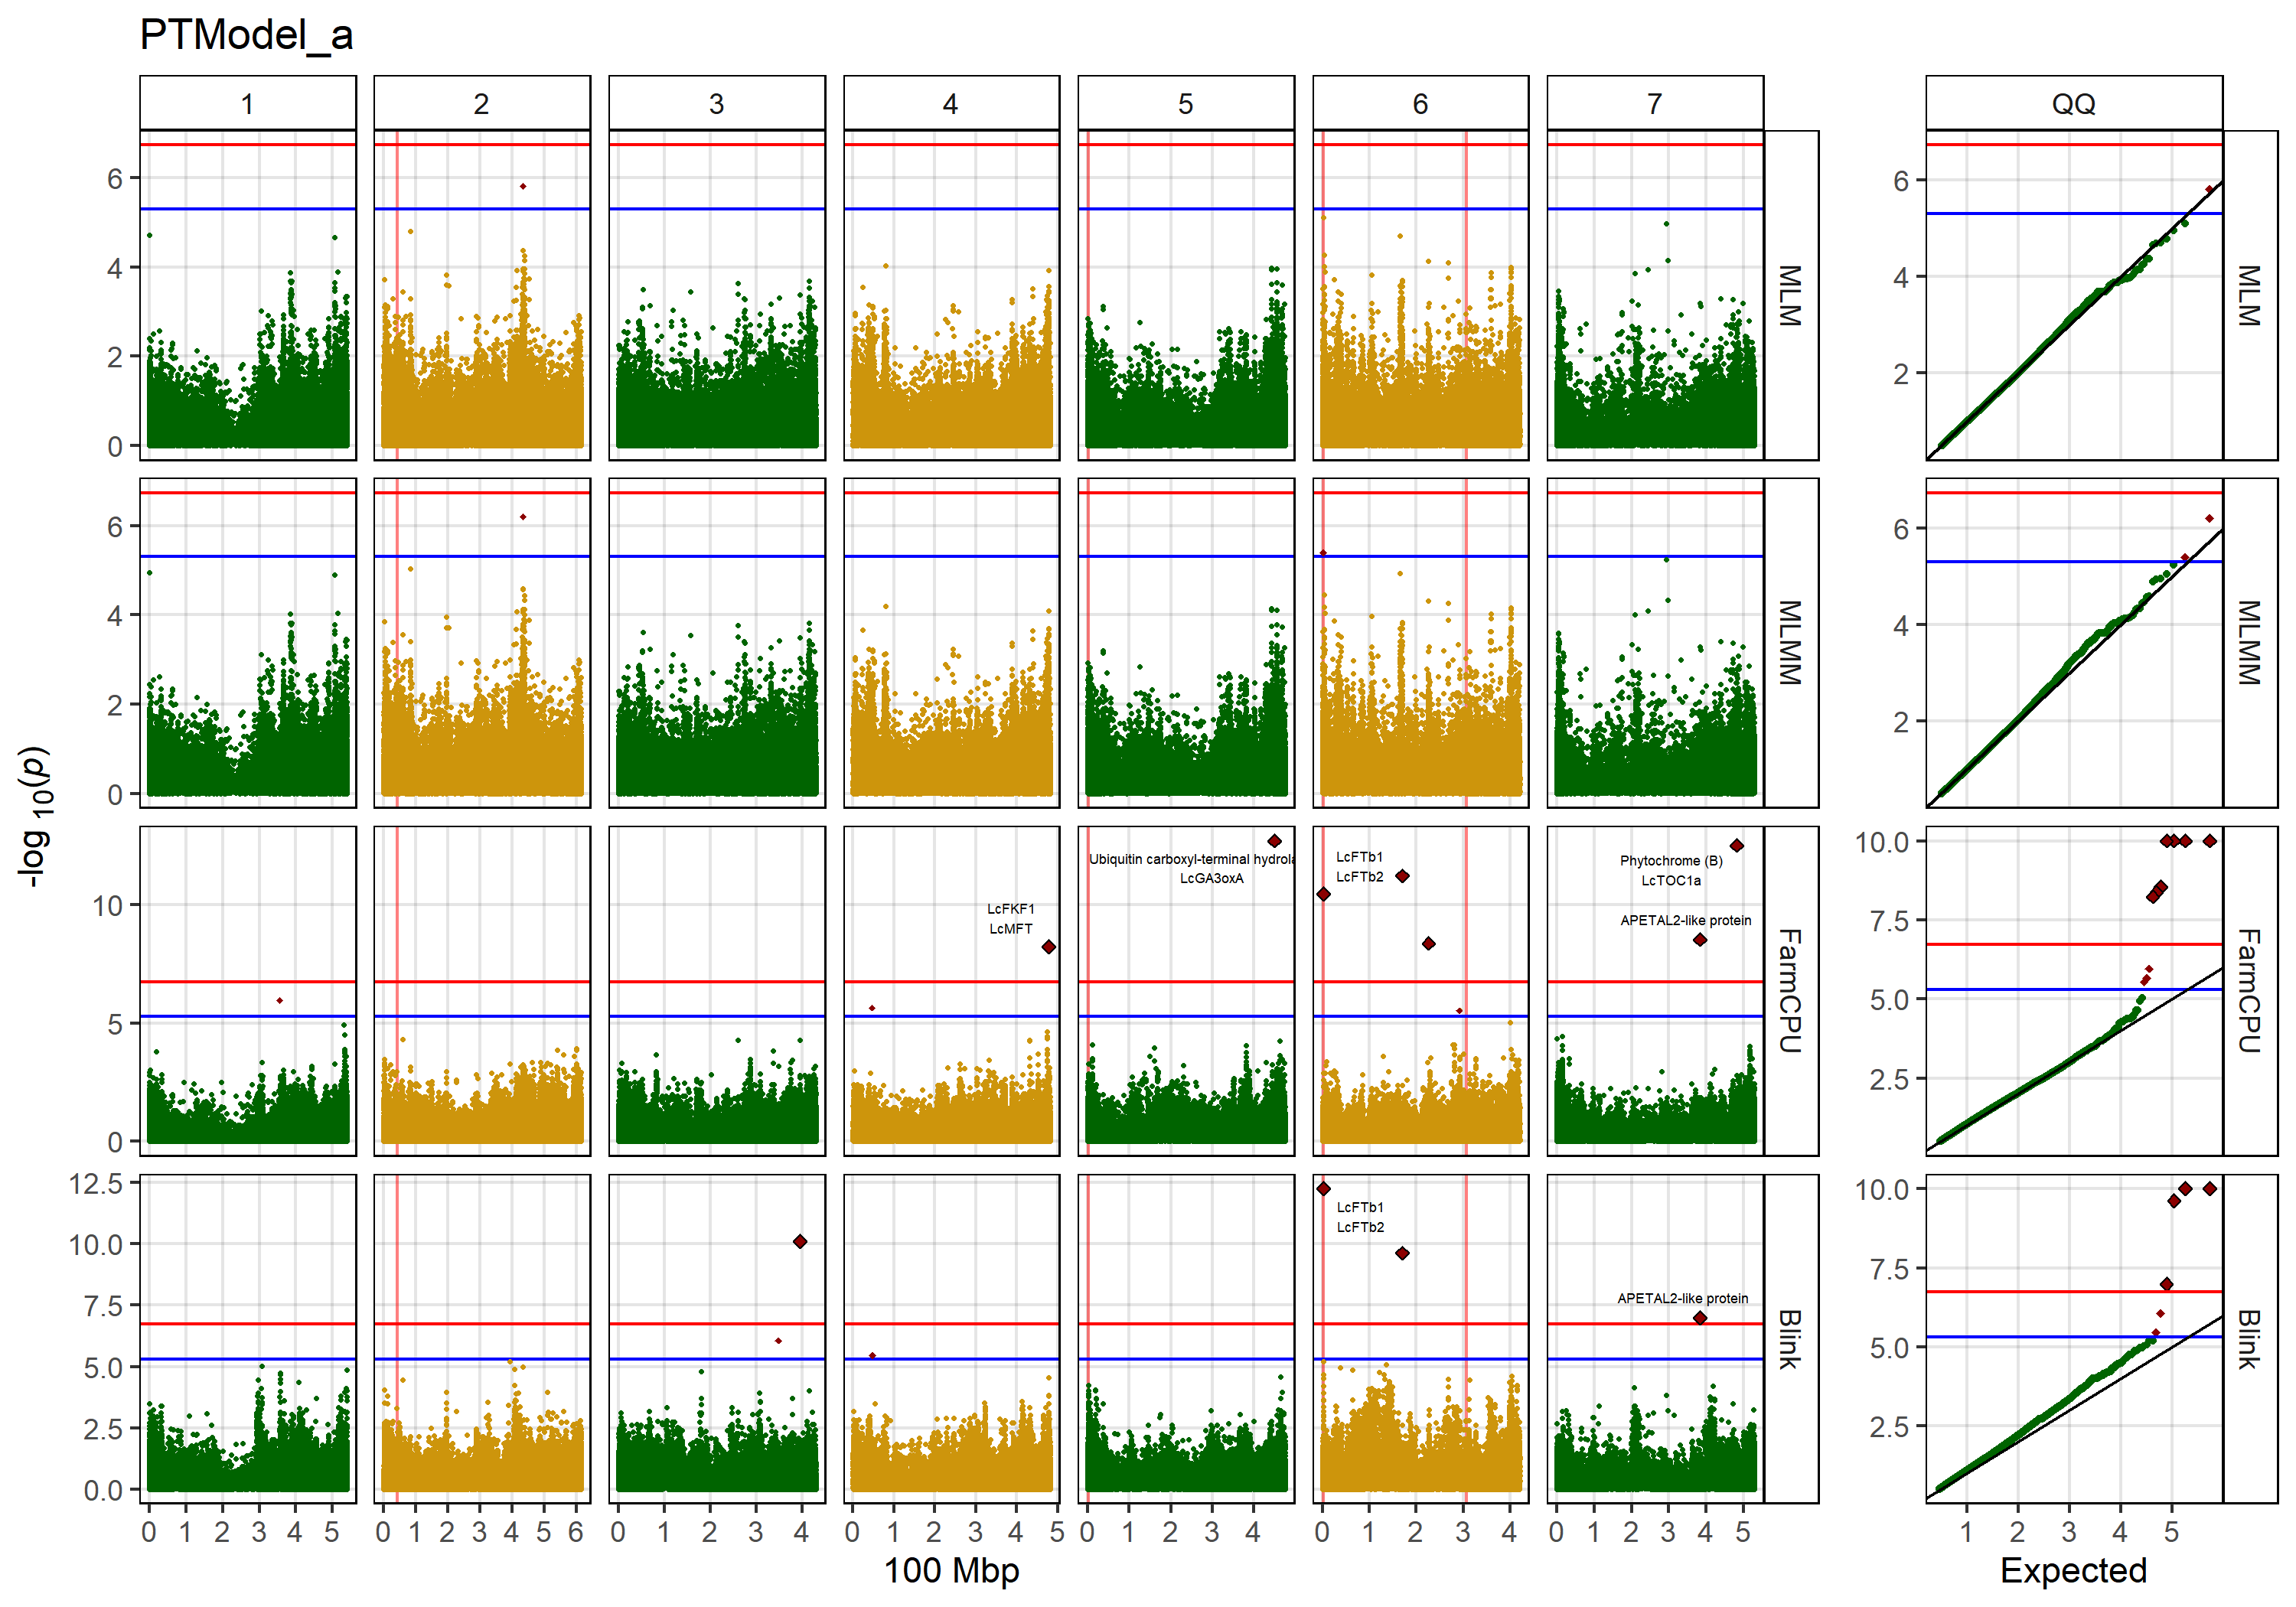 PTModel_a
1 2 3 4 5 6 7 QQ
6
4
2
0
MLM
6
4
2
MLM
6
4
2
0
MLMM
6
4
2
MLMM
-log 10(p)
10
5
0
LcFKF1
LcMFT
Ubiquitin carboxyl-terminal hydrola
LcGA3oxA
LcFTb1
LcFTb2
Phytochrome (B)
LcTOC1a
APETAL2-like protein
FarmCPU
10.0
7.5
5.0
2.5
FarmCPU
12.5
10.0
7.5
5.0
2.5
0.0
LcFTb1
LcFTb2
APETAL2-like protein
Blink
10.0
7.5
5.0
2.5
Blink
0 1 2 3 4 5 0 1 2 3 4 5 6 0 1 2 3 4 0 1 2 3 4 5 0 1 2 3 4 0 1 2 3 4 0 1 2 3 4 5 1 2 3 4 5
100 Mbp
Expected